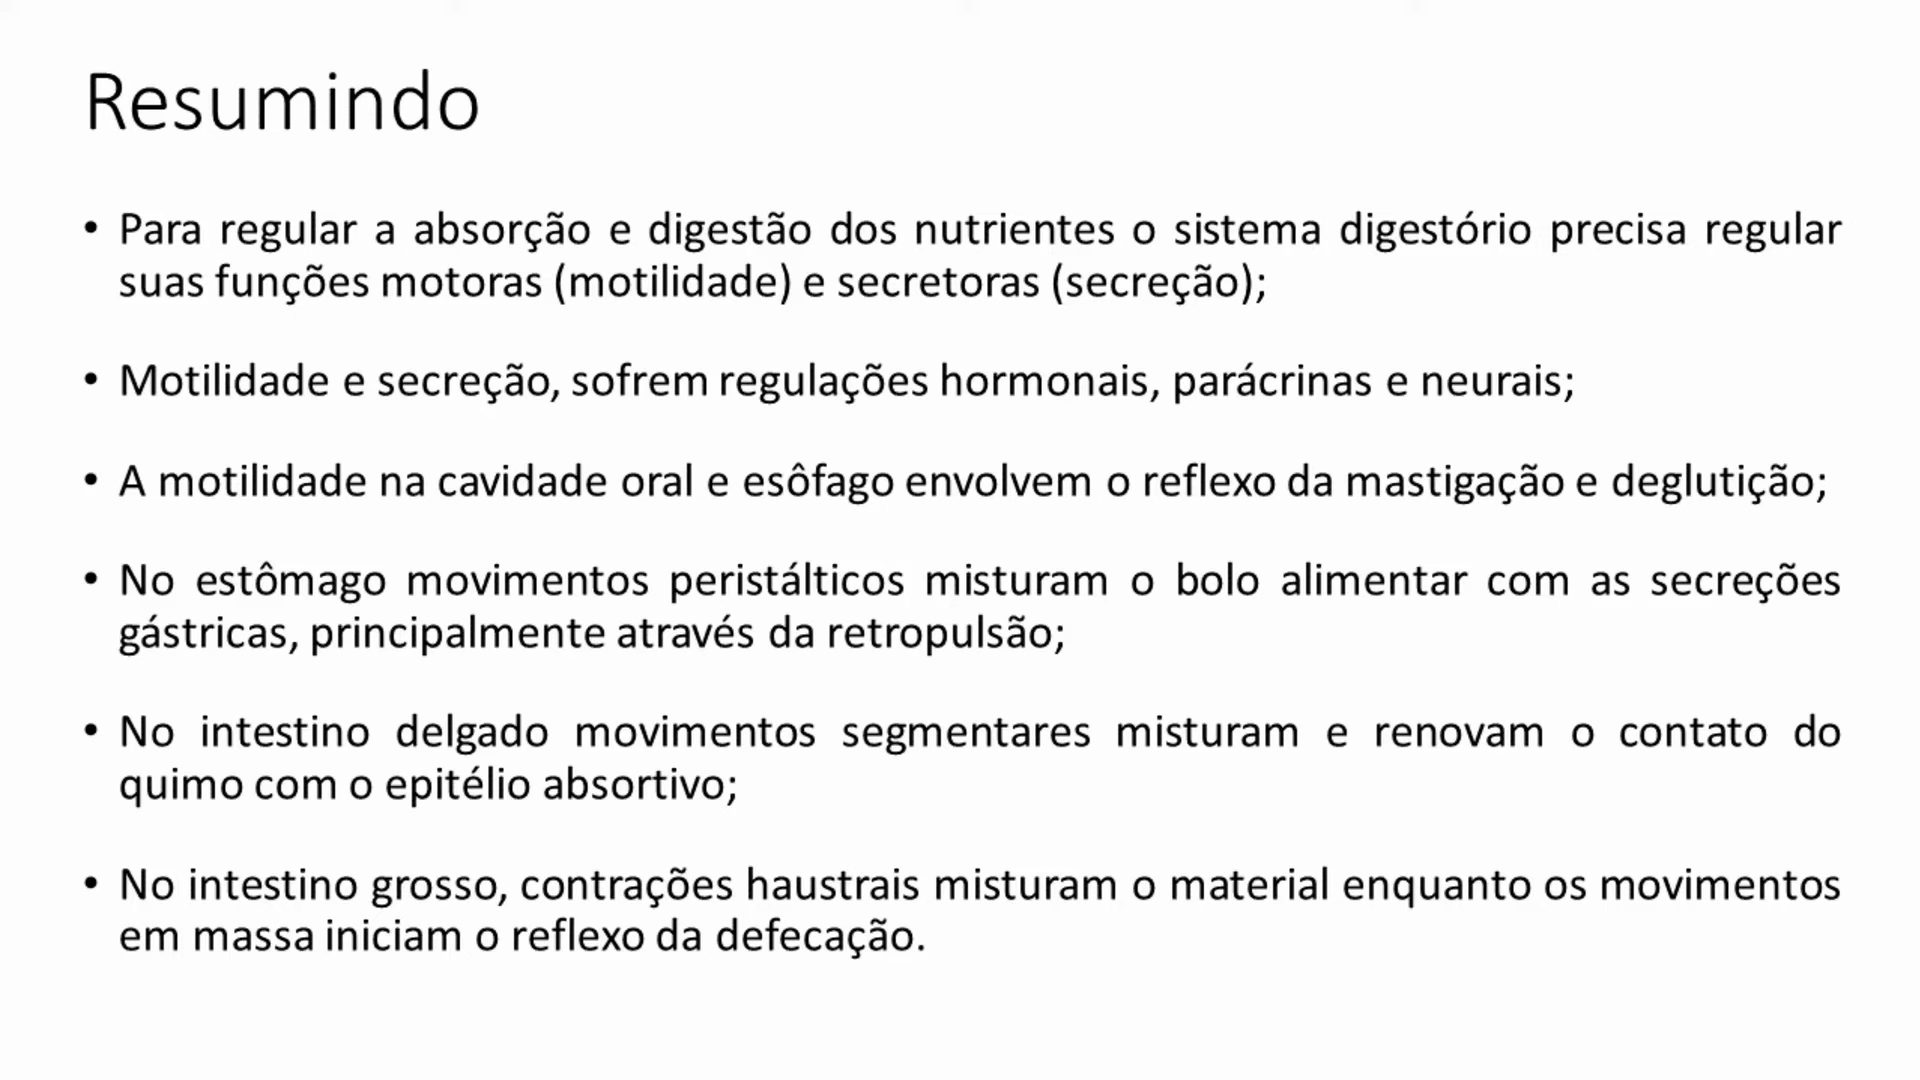 Resumindo
• Para regular a absorção e digestão dos nutrientes o sistema digestório precisa regular
suas funções motoras (motilidade) e secretoras (secreção);
• Motilidade e secreção, sofrem regulações hormonais, parácrinas e neurais;
• A motilidade na cavidade oral e esôfago envolvem o reflexo da mastigação e deglutição;
• No estômago movimentos peristálticos misturam o bolo alimentar com as secreções
gástricas, principalmente através da retropulsão;
• No intestino delgado movimentos segmentares misturam e renovam o contato do
quimo com o epitélio absortivo;
• No intestino grosso, contrações haustrais misturam o material enquanto os movimentos
em massa iniciam o reflexo da defecação.